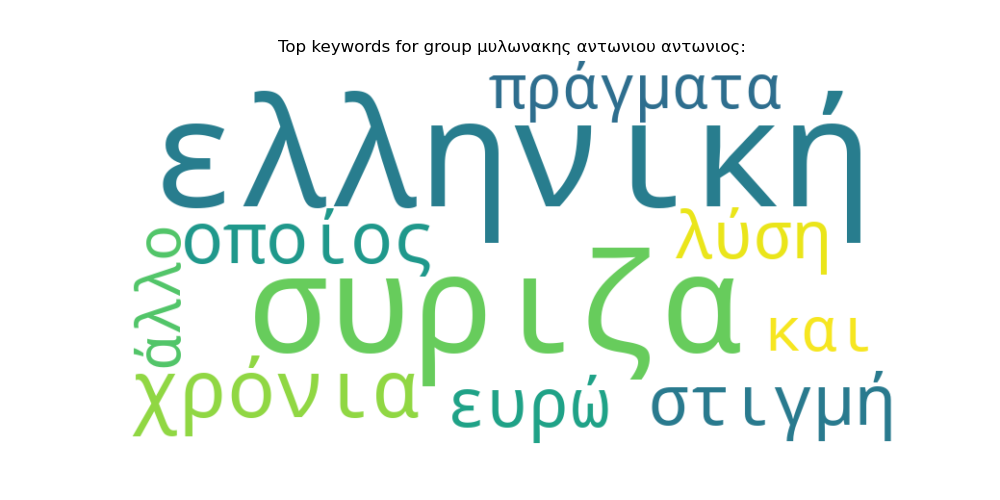 Top keywords for group μυλωνακης αντωνιου αντωνιος:
πράγματα
ελληνική
οποίος
λύση
άλλο
συριζα
και
χρόνια
ευρώ
στιγμή